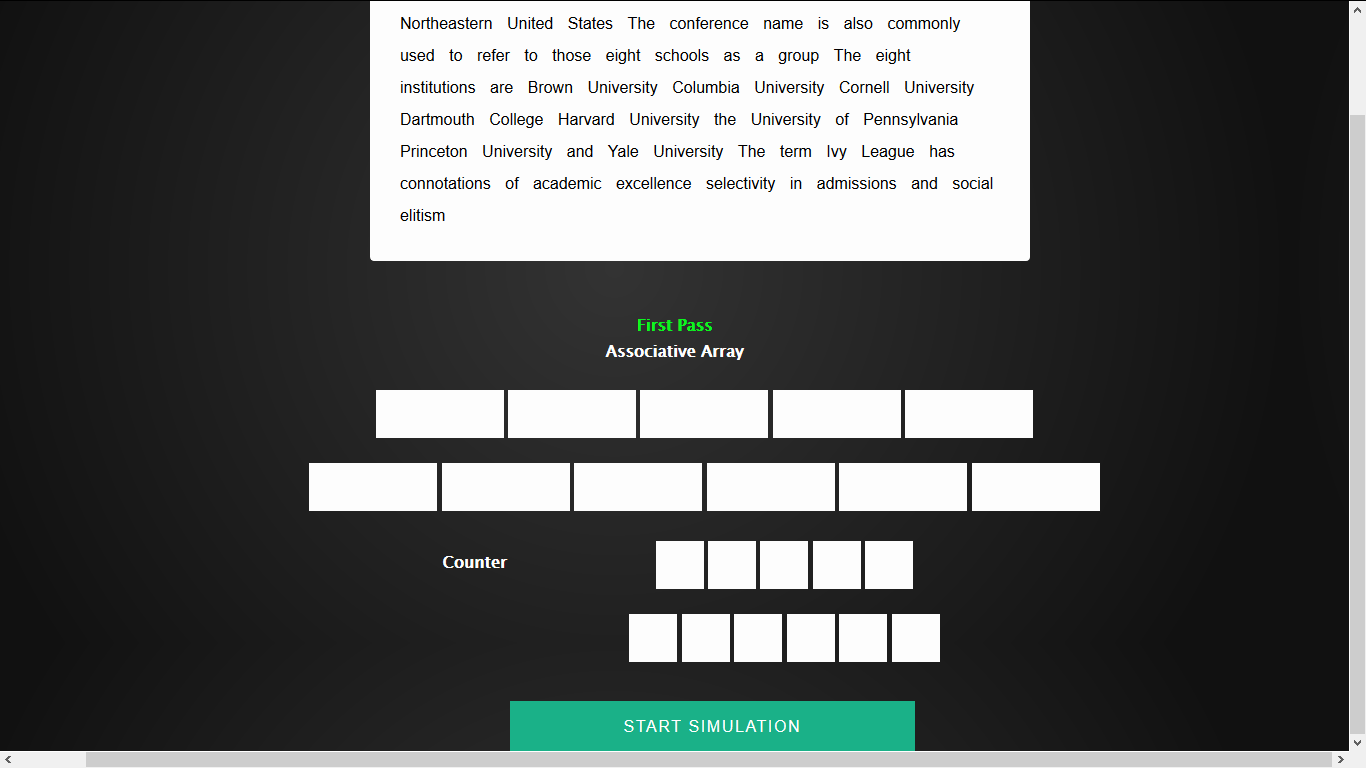 Northeastern United States The conference name is also commonly
used to refer to those eight schools as a group The eight
institutions are Brown University Columbia University Cornell University
Dartmouth College Harvard University the University of Pennsylvania
Princeton University and Yale University The term Ivy League has
connotations of academic excellence selectivity in admissions and social
elitism
First Pass
Associative Array
Counter
START SIMULATION